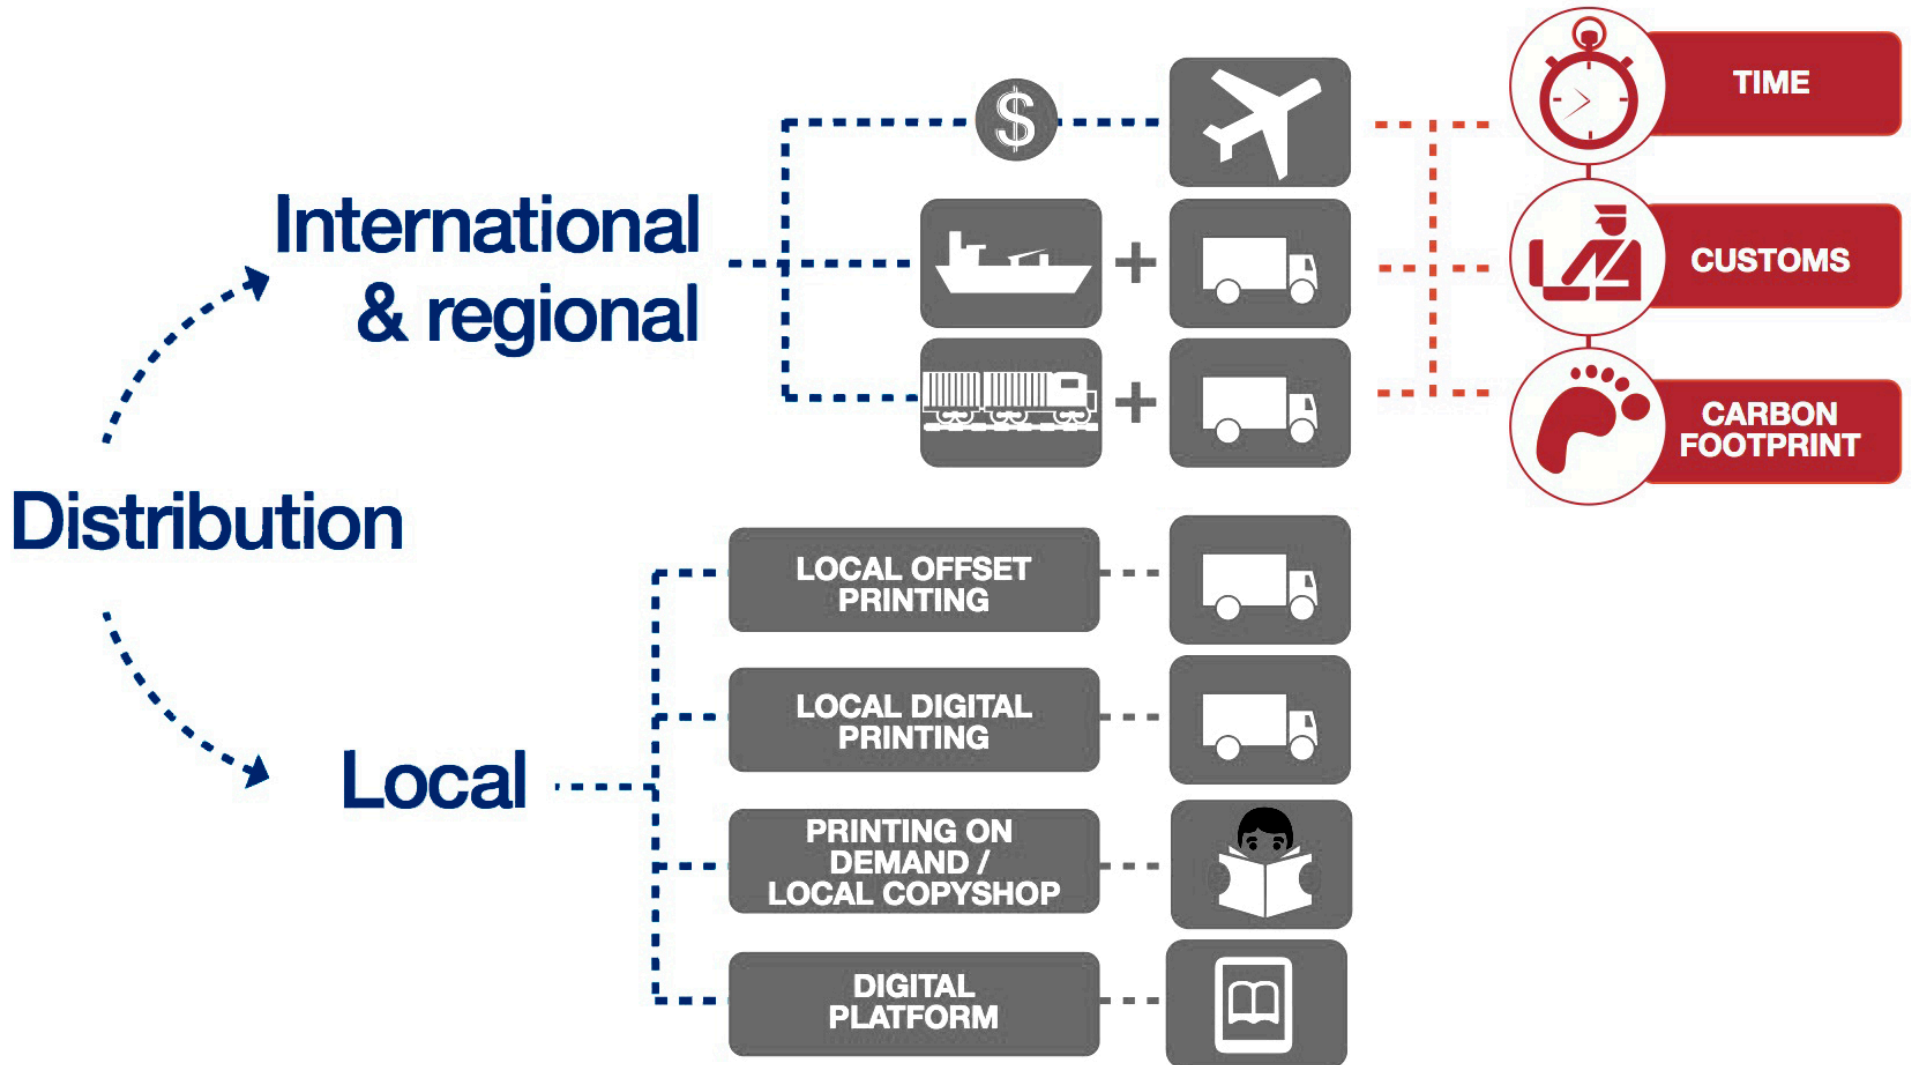 $
TIME
International
& regional
CUSTOMS
CARBON
FOOTPRINT
Distribution
LOCAL OFFSET
PRINTING
LOCAL DIGITAL
PRINTING
Local
PRINTING ON
DEMAND /
LOCAL COPYSHOP
DIGITAL
PLATFORM